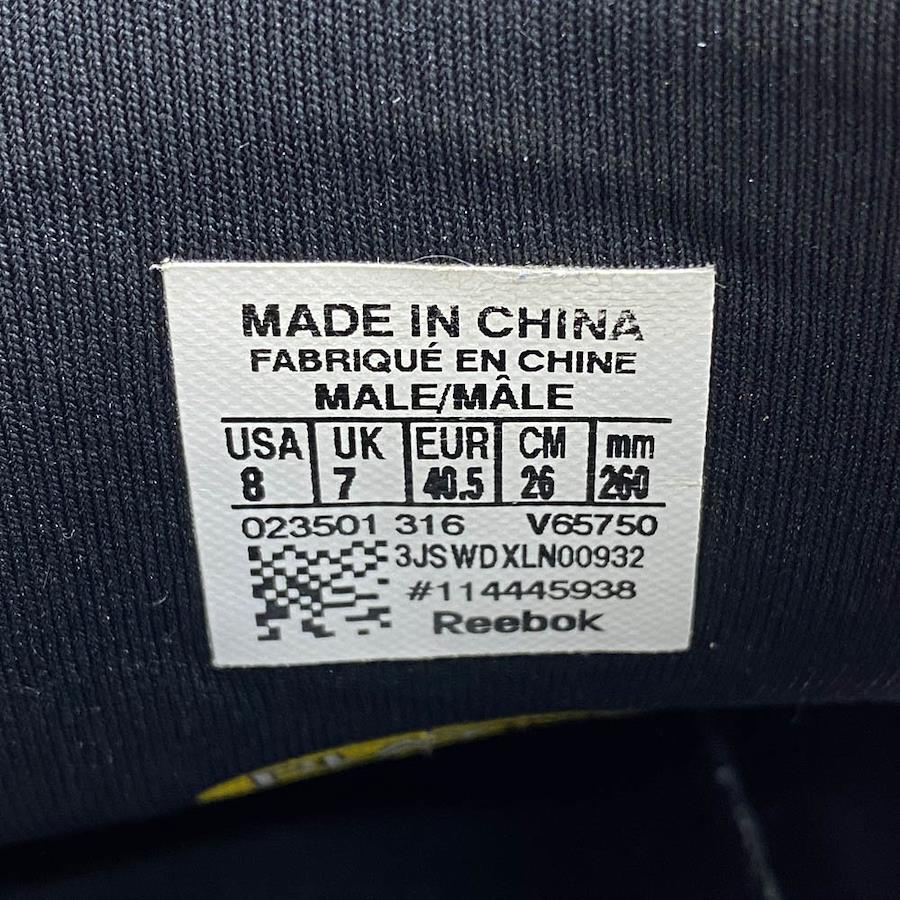 MADE IN CHINA
FABRIQUÉ EN CHINE
MALE/MÂLE
USA UK EUR CM mm
8 7 40.5 26 260
023501 316 V65750
3JSWDXLN00932
#114445938
Reebok